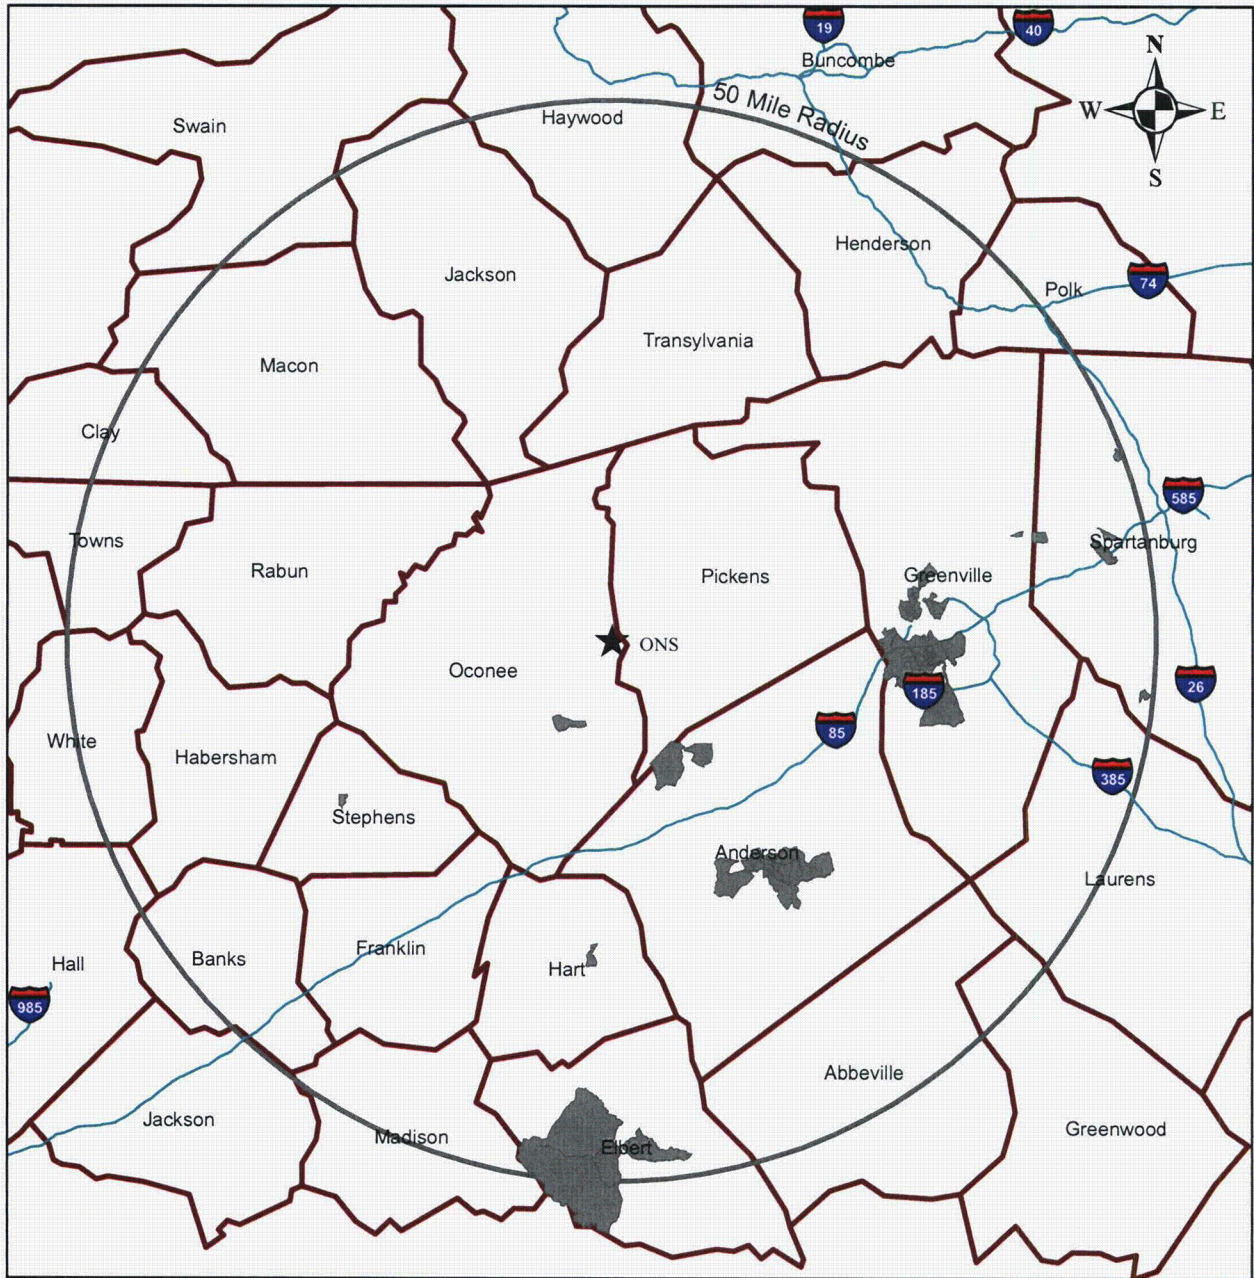 19
40
Buncombe
N
W E
S
50 Mile Radius
Haywood
Swain
Henderson
Jackson
74
Polk
Transylvania
Macon
Clay
585
Towns
Spartanburg
Rabun
Pickens
Greenville
ONS
Oconee
26
185
85
White
Habersham
385
Stephens
Anderson
Laurens
Franklin
Banks
Hall
Hart
985
Abbeville
Jackson
Greenwood
Madison
Elbert